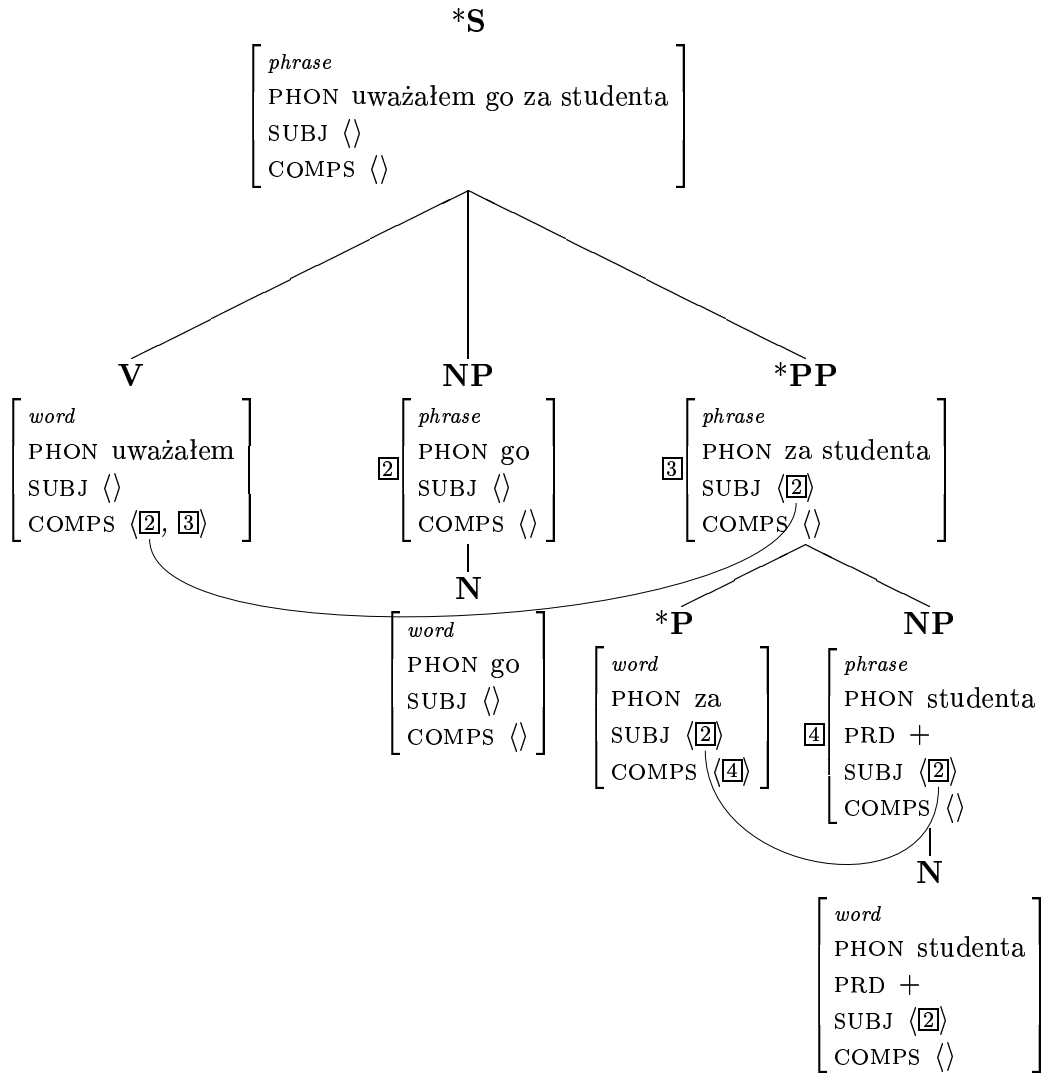 *S
phrase
PHON uważałem go za studenta
SUBJ ⟨⟩
COMPS ⟨⟩
V
word
PHON uważałem
SUBJ ⟨⟩
COMPS ⟨2, 3⟩
NP
2
phrase
PHON go
SUBJ ⟨⟩
COMPS ⟨⟩
N
word
PHON go
SUBJ ⟨⟩
COMPS ⟨⟩
*PP
3
phrase
PHON za studenta
SUBJ ⟨2⟩
COMPS ⟨⟩
*P
word
PHON za
SUBJ ⟨2⟩
COMPS ⟨4⟩
NP
phrase
PHON studenta
4 PRD +
SUBJ ⟨2⟩
COMPS ⟨⟩
N
word
PHON studenta
PRD +
SUBJ ⟨2⟩
COMPS ⟨⟩